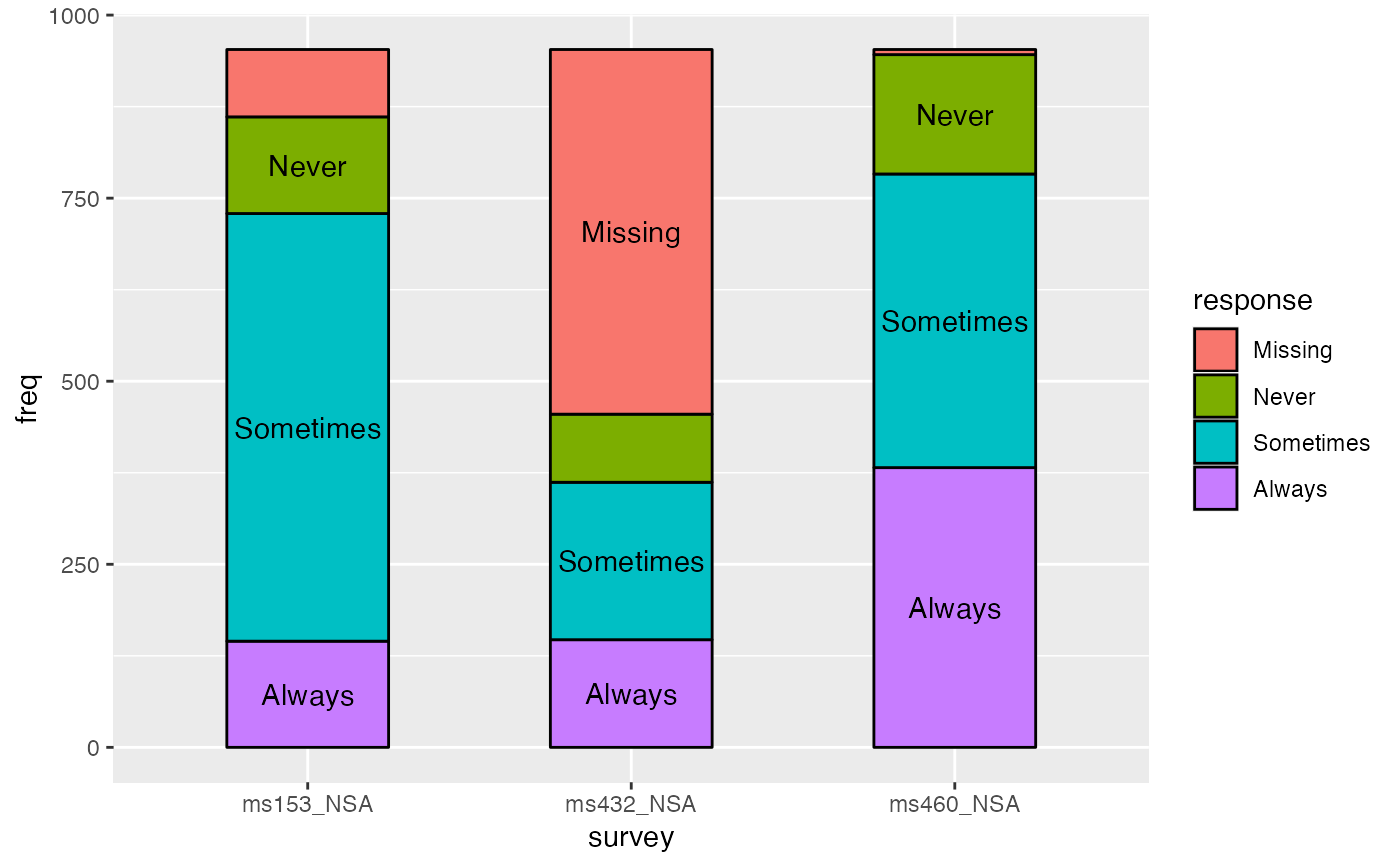 1000
750
500
250
0
freq
Never
Sometimes
Always
Missing
Sometimes
Always
Never
Sometimes
Always
ms153_NSA
ms432_NSA
ms460_NSA
survey
response
Missing
Never
Sometimes
Always